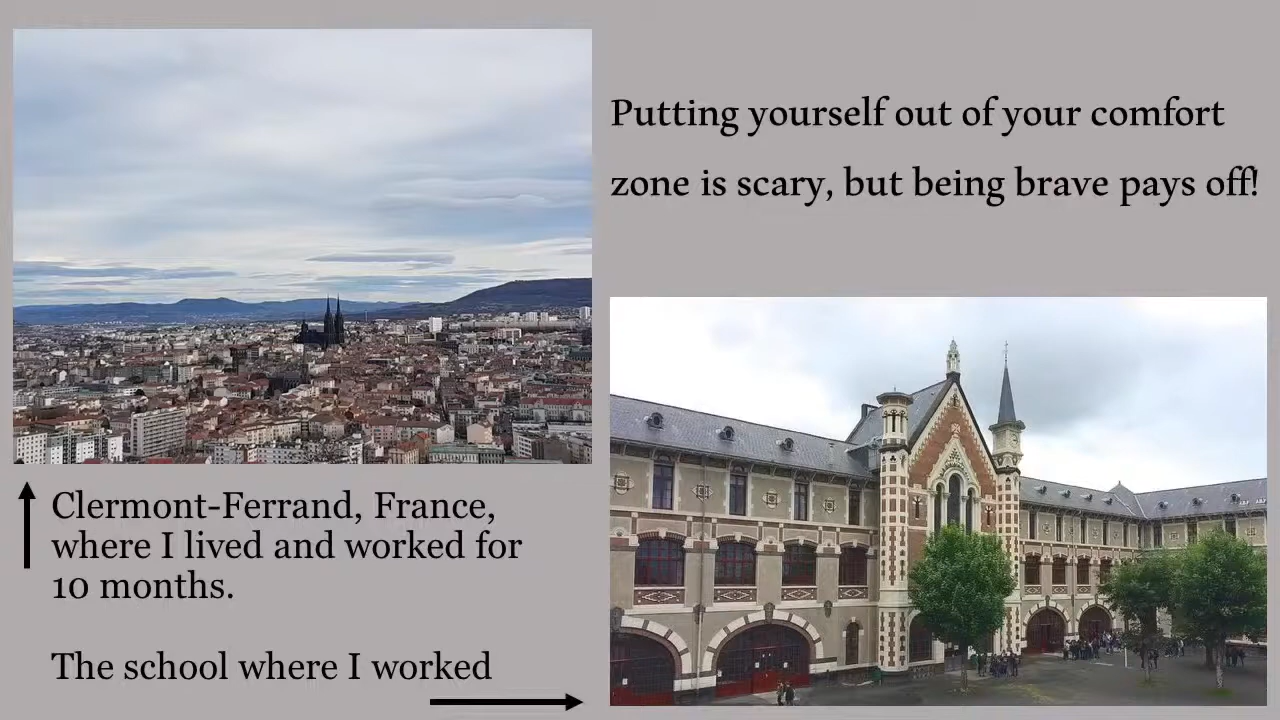 Putting yourself out of your comfort
zone is scary, but being brave pays off!
Clermont-Ferrand, France,
where I lived and worked for
10 months.
The school where I worked